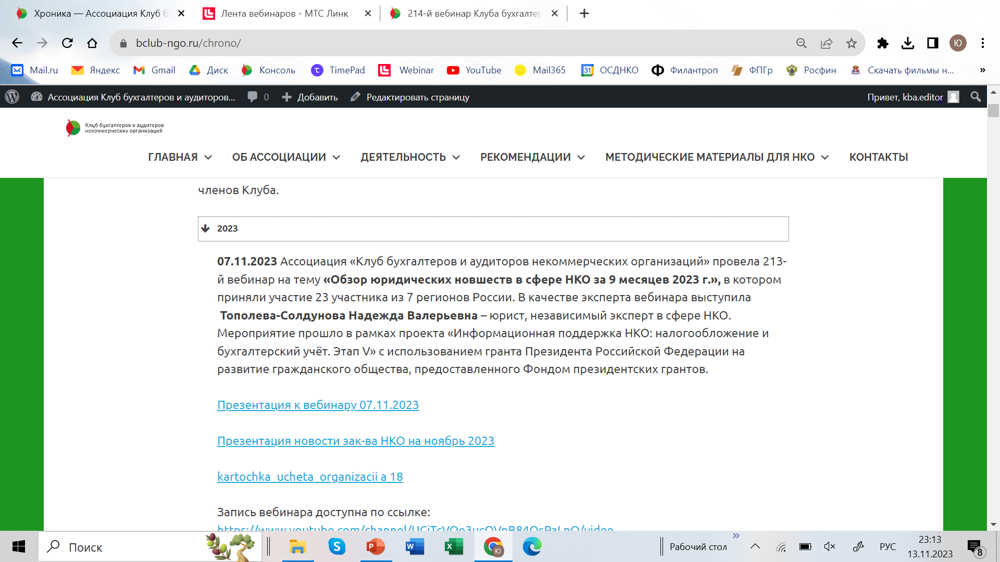 Хроника — Ассоциация Клуб б
Лента вебинаров - МТС Линк
214-й вебинар Клуба бухгалтер
bclub-ngo.ru/chrono/
Ю
Mail.ru
Яндекс
Gmail
Диск
Консоль
TimePad
Webinar
YouTube
Mail365
31
ОСДНКО
Филантроп
ФПГр
Росфин
Скачать фильмы н...
»
Ассоциация Клуб бухгалтеров и аудиторов...
0
Добавить
Редактировать страницу
Привет, kba.editor
Клуб бухгалтеров и аудиторов
некоммерческих организаций
ГЛАВНАЯ
ОБ АССОЦИАЦИИ
ДЕЯТЕЛЬНОСТЬ
РЕКОМЕНДАЦИИ
МЕТОДИЧЕСКИЕ МАТЕРИАЛЫ ДЛЯ НКО
КОНТАКТЫ
членов Клуба.
2023
07.11.2023 Ассоциация «Клуб бухгалтеров и аудиторов некоммерческих организаций» провела 213-
й вебинар на тему «Обзор юридических новшеств в сфере НКО за 9 месяцев 2023 г.», в котором
приняли участие 23 участника из 7 регионов России. В качестве эксперта вебинара выступила
Тополева-Солдунова Надежда Валерьевна – юрист, независимый эксперт в сфере НКО.
Мероприятие прошло в рамках проекта «Информационная поддержка НКО: налогообложение и
бухгалтерский учёт. Этап V» с использованием гранта Президента Российской Федерации на
развитие гражданского общества, предоставленного Фондом президентских грантов.
Презентация к вебинару 07.11.2023
Презентация новости зак-ва НКО на ноябрь 2023
kartochka_ucheta_organizacii a 18
Запись вебинара доступна по ссылке:
Поиск
Рабочий стол
»
РУС
23:13
13.11.2023
8